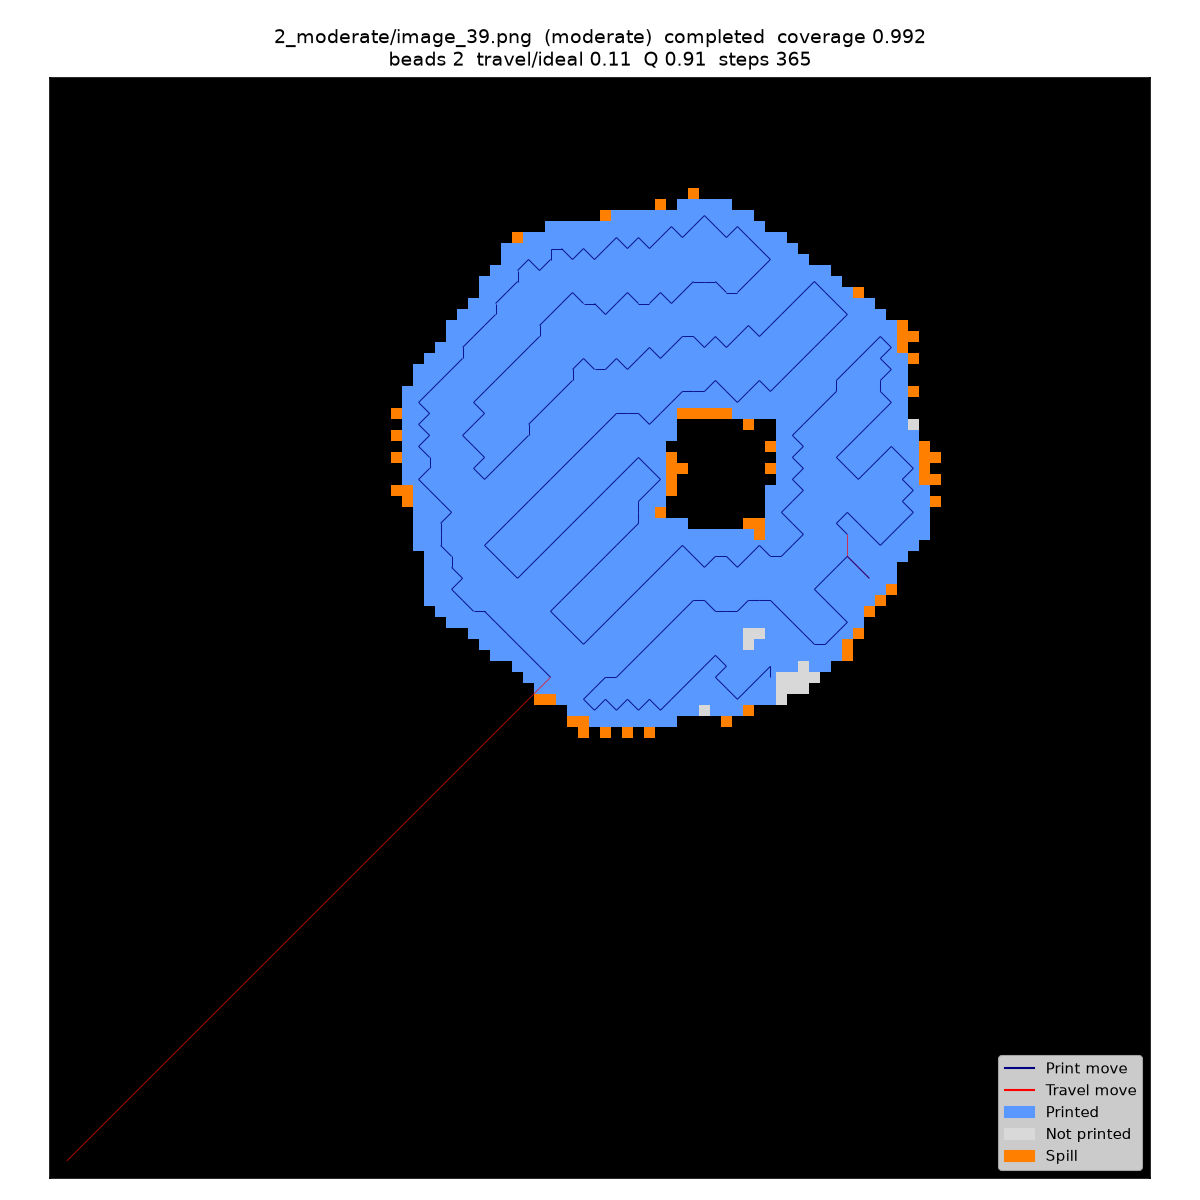 2_moderate/image_39.png  (moderate)  completed  coverage 0.992
beads 2  travel/ideal 0.11  Q 0.91  steps 365
Print move
Travel move
Printed
Not printed
Spill